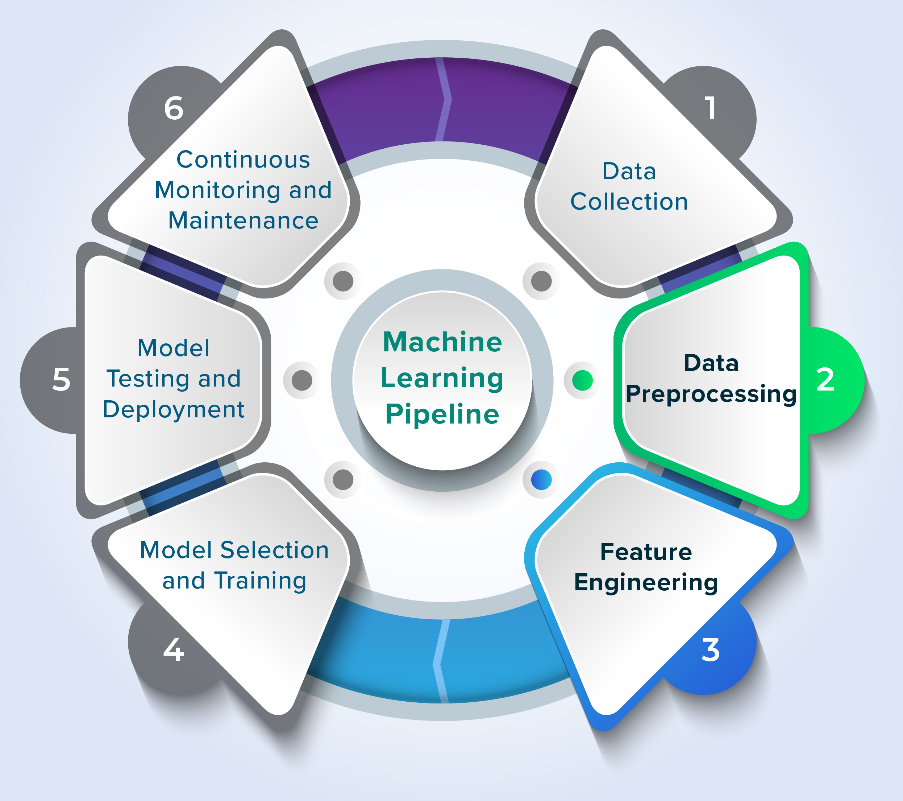 Machine
Learning
Pipeline
1
Data
Collection
2
Data
Preprocessing
3
Feature
Engineering
4
Model Selection
and Training
5
Model
Testing and
Deployment
6
Continuous
Monitoring and
Maintenance